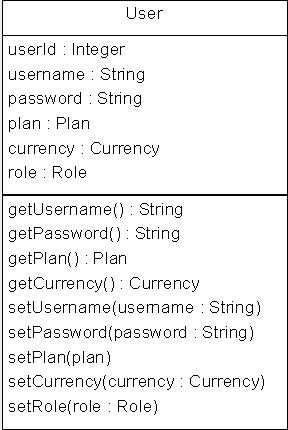 User
userId : Integer
username : String
password : String
plan : Plan
currency : Currency
role : Role
getUsername() : String
getPassword() : String
getPlan() : Plan
getCurrency() : Currency
setUsername(username : String)
setPassword(password : String)
setPlan(plan)
setCurrency(currency : Currency)
setRole(role : Role)